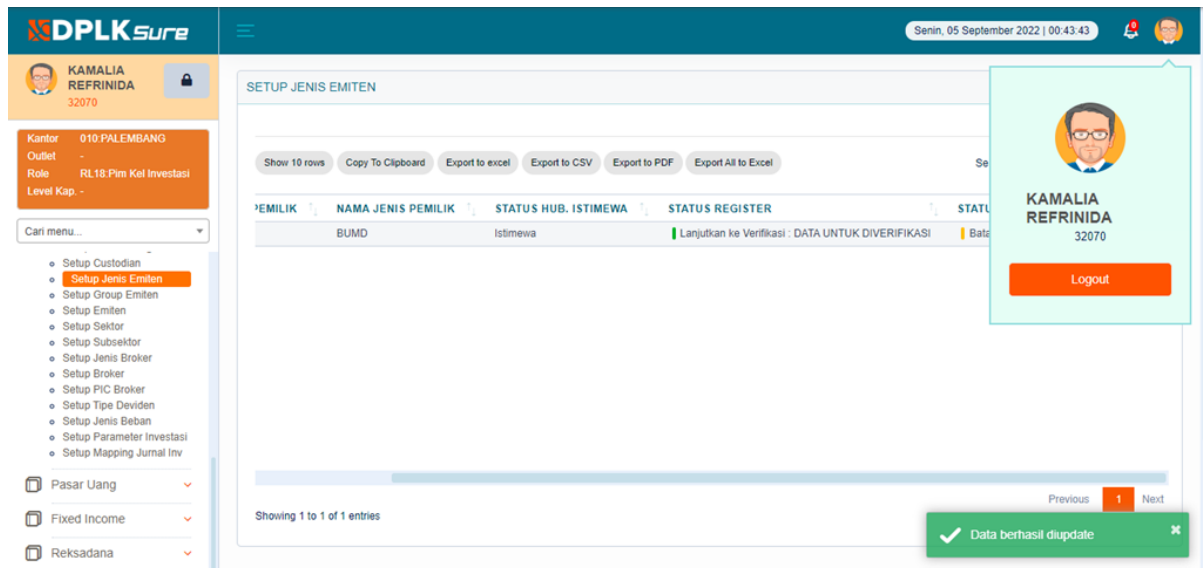 DPLKSure
Senin, 05 September 2022 | 00:43:43
0
KAMALIA
REFRINIDA
32070
Kantor 010:PALEMBANG
Outlet -
Role RL18:Pim Kel Investasi
Level Kap. -
Cari menu...
Setup Custodian
Setup Jenis Emiten
Setup Group Emiten
Setup Emiten
Setup Sektor
Setup Subsektor
Setup Jenis Broker
Setup Broker
Setup PIC Broker
Setup Tipe Deviden
Setup Jenis Beban
Setup Parameter Investasi
Setup Mapping Jurnal Inv
Pasar Uang
Fixed Income
Reksadana
SETUP JENIS EMITEN
Show 10 rows Copy To Clipboard Export to excel Export to CSV Export to PDF Export All to Excel Se
PEMILIK NAMA JENIS PEMILIK STATUS HUB. ISTIMEWA STATUS REGISTER STATU
BUMD Istimewa Lanjutkan ke Verifikasi : DATA UNTUK DIVERIFIKASI Bata
Showing 1 to 1 of 1 entries
Previous 1 Next
KAMALIA
REFRINIDA
32070
Logout
Data berhasil diupdate